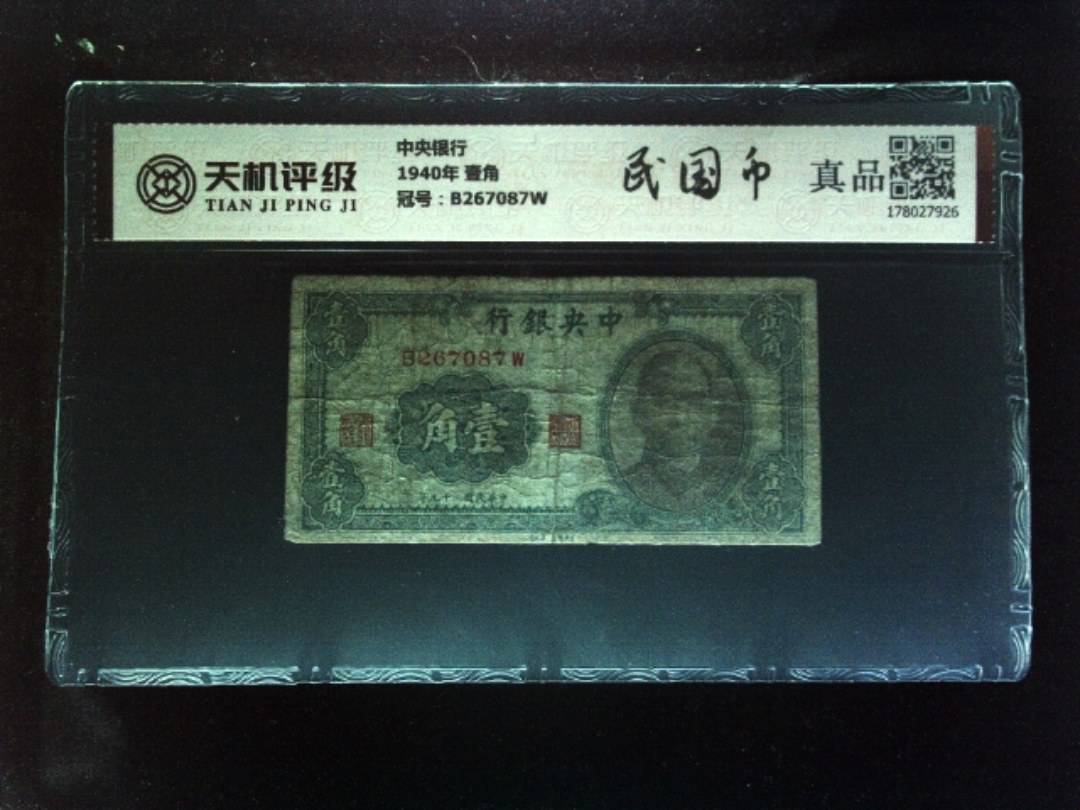 天机评级
TIAN JI PING JI
中央银行
1940年 壹角
冠号：B267087W
民国币
真品
178027926
行銀央中
壹角
壹角
B267087W
角壹
壹角
壹角